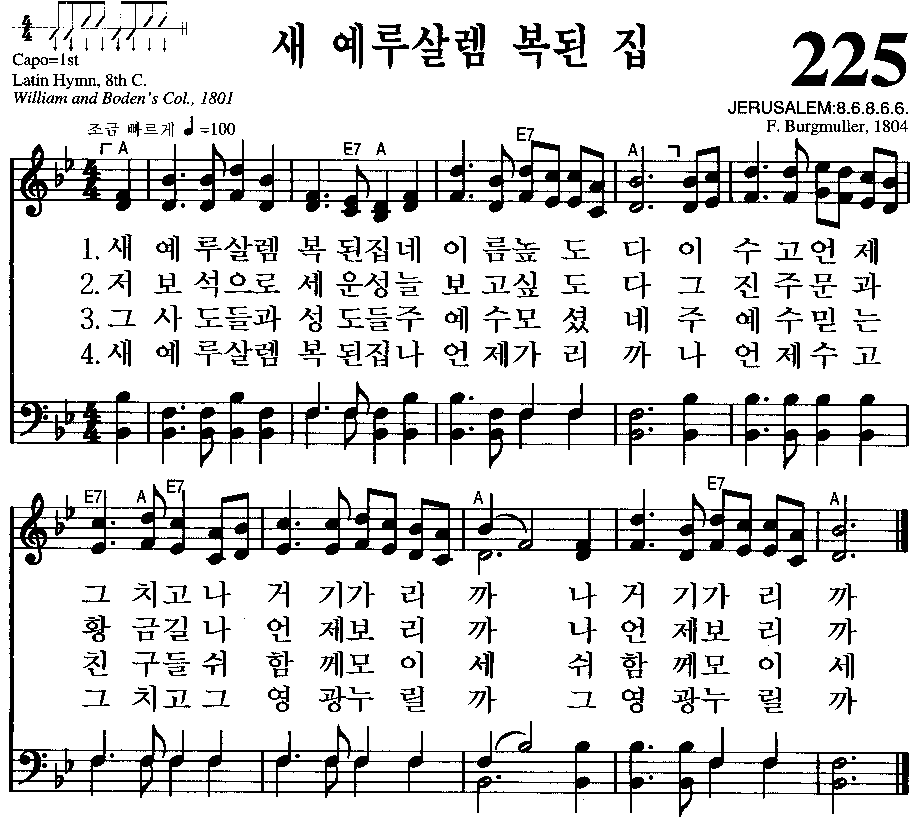 4/4
새 예루살렘 복된 집
225
Capo=1st
Latin Hymn, 8th C.
William and Boden's Col., 1801
JERUSALEM:8.6.8.6.6.
F. Burgmuller, 1804
조금 빠르게 ♩=100
A E7 A E7 A
1. 새 예 루살렘 복 된집네 이 름높 도 다 이 수 고언 제
2. 저 보 석으로 세 운성늘 보 고싶 도 다 그 진 주문 과
3. 그 사 도들과 성 도들주 예 수모 셨 네 주 예 수믿 는
4. 새 예 루살렘 복 된집나 언 제가 리 까 나 언 제수 고
E7 A E7 A E7 A
그 치고 나 거 기가 리 까 나 거 기가 리 까
황 금길 나 언 제보 리 까 나 언 제보 리 까
친 구들 쉬 함 께모 이 세 쉬 함 께모 이 세
그 치고 그 영 광누 릴 까 그 영 광누 릴 까